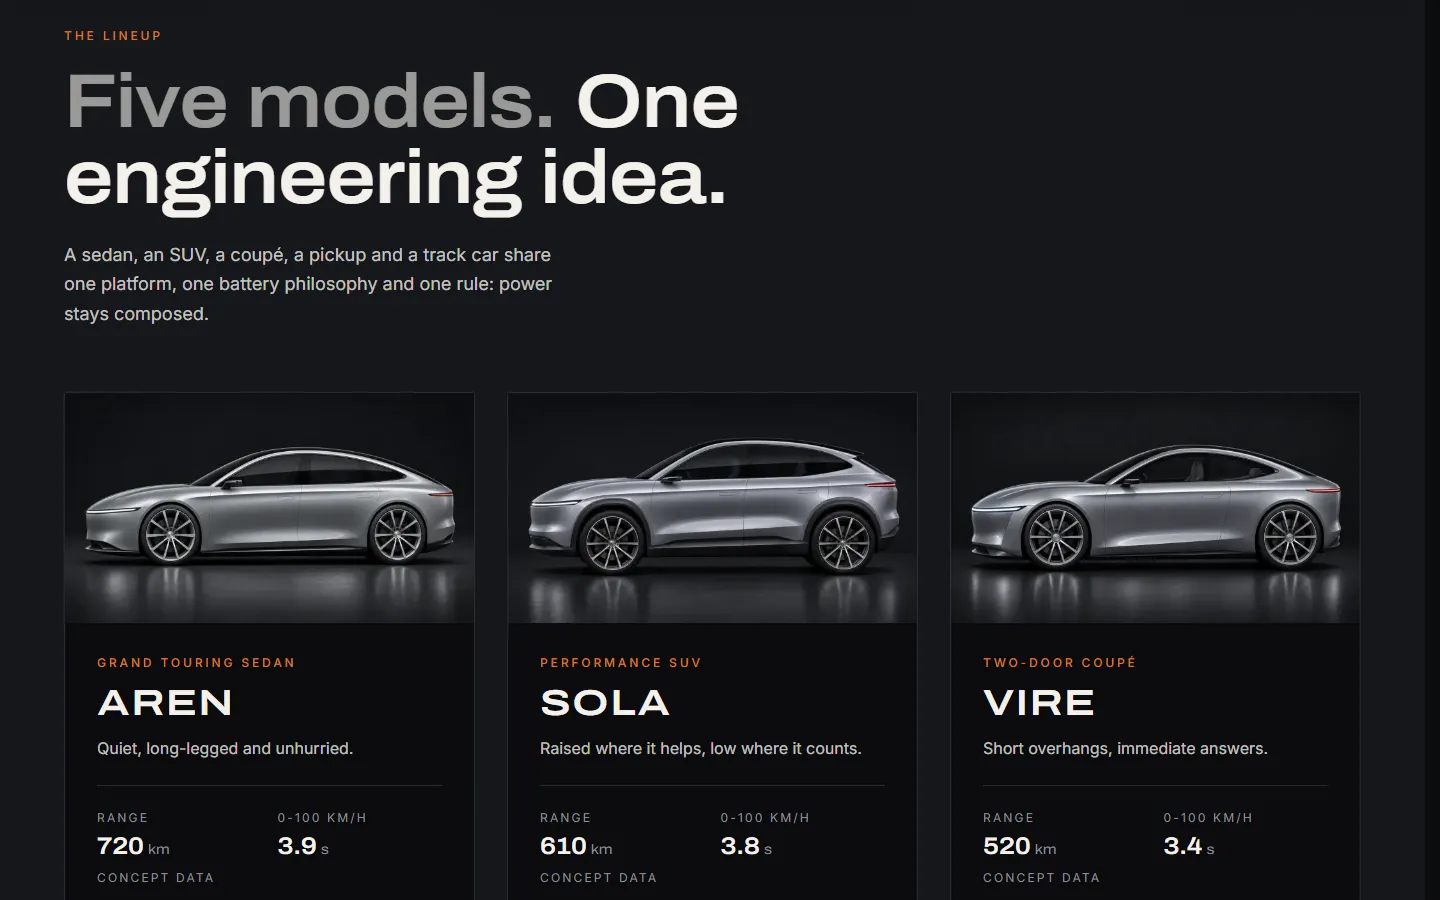 THE LINEUP
Five models. One
engineering idea.
A sedan, an SUV, a coupé, a pickup and a track car share
one platform, one battery philosophy and one rule: power
stays composed.
GRAND TOURING SEDAN
AREN
Quiet, long-legged and unhurried.
RANGE
0-100 KM/H
720 km
3.9 s
CONCEPT DATA
PERFORMANCE SUV
SOLA
Raised where it helps, low where it counts.
RANGE
0-100 KM/H
610 km
3.8 s
CONCEPT DATA
TWO-DOOR COUPÉ
VIRE
Short overhangs, immediate answers.
RANGE
0-100 KM/H
520 km
3.4 s
CONCEPT DATA